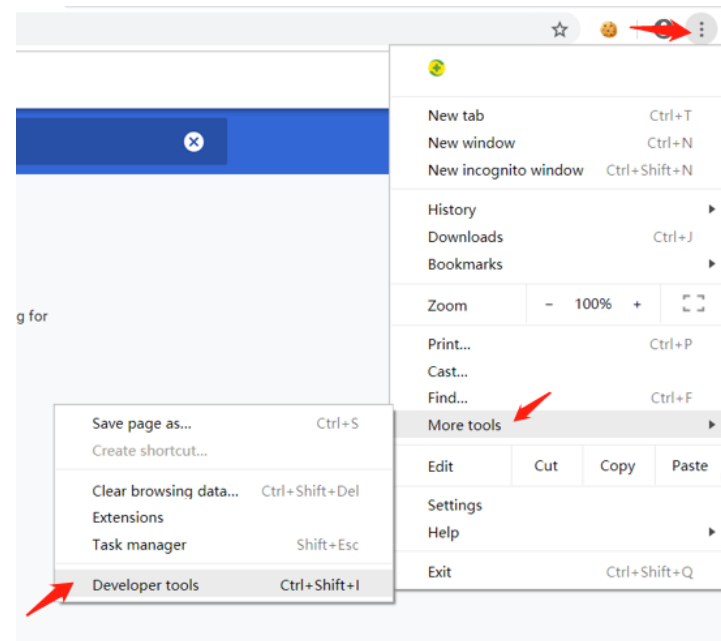 New tab Ctrl+T
New window Ctrl+N
New incognito window Ctrl+Shift+N
History
Downloads Ctrl+J
Bookmarks
Zoom - 100% +
g for
Print... Ctrl+P
Cast...
Find... Ctrl+F
More tools
Edit Cut Copy Paste
Settings
Help
Exit Ctrl+Shift+Q
Save page as... Ctrl+S
Create shortcut...
Clear browsing data... Ctrl+Shift+Del
Extensions
Task manager Shift+Esc
Developer tools Ctrl+Shift+I